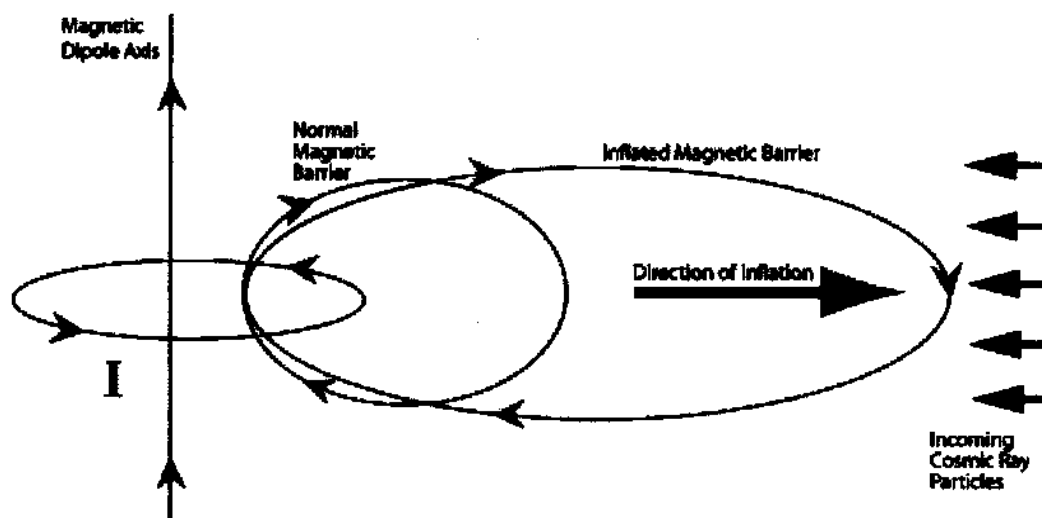 Magnetic
Dipole Axis
Normal
Magnetic
Barrier
Inflated Magnetic Barrier
Direction of Inflation
I
Incoming
Cosmic Ray
Particles